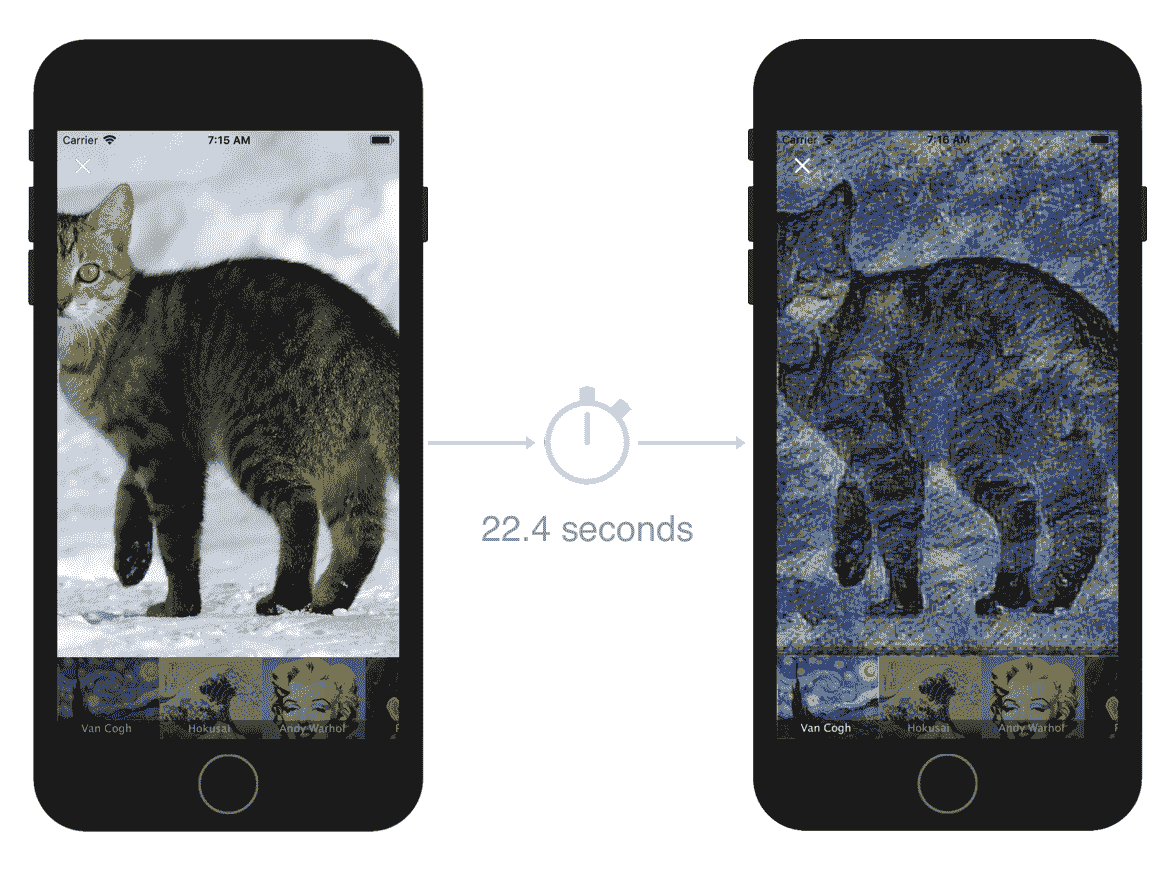 Carrier 7:15 AM
Van Cogh Hokusai Andy Warhol
22.4 seconds
Carrier 7:16 AM
Van Cogh Hokusai Andy Warhol